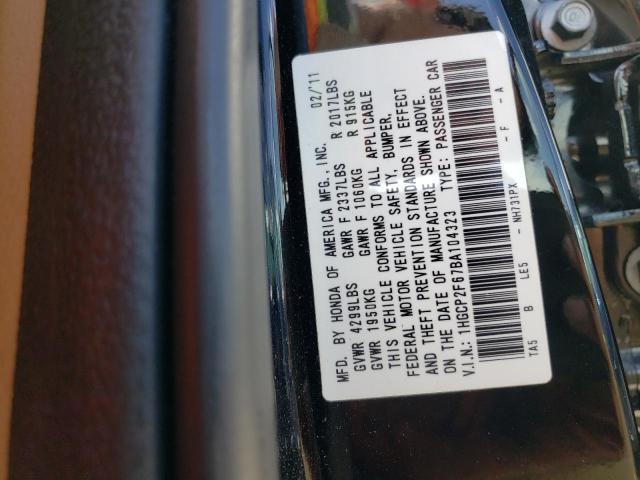 MFD. BY HONDA OF AMERICA MFG., INC. 02/'11
GVWR 4299LBS GAWR F 2337LBS R 2017LBS
GVWR 1950KG GAWR F 1060KG R 915KG
THIS VEHICLE CONFORMS TO ALL APPLICABLE
FEDERAL MOTOR VEHICLE SAFETY, BUMPER,
AND THEFT PREVENTION STANDARDS IN EFFECT
ON THE DATE OF MANUFACTURE SHOWN ABOVE.
V.I.N.: 1HGCP2F67BA104323 TYPE: PASSENGER CAR
TA5 B LE5 - NH731PX - F - A